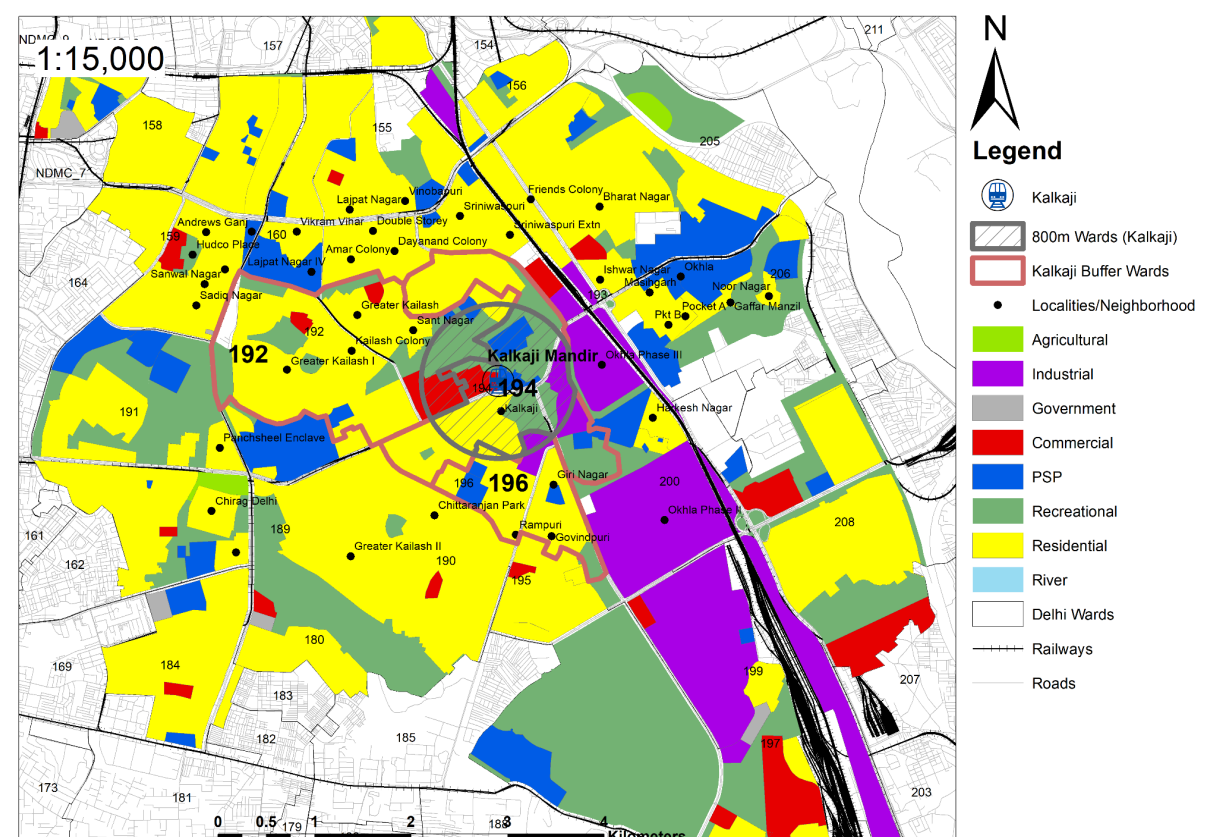 NDMC_9
157
154
211
1:15,000
156
158
155
205
NDMC_7
Vinobapuri
Friends Colony
Bharat Nagar
Lajpat Nagar
Sriniwaspuri
Andrews Ganj
Vikram Vihar
Double Storey
Sriniwaspuri Extn
159
160
Hudco Place
Amar Colony
Dayanand Colony
Lajpat Nagar IV
Ishwar Nagar
Okhla
206
Sanwal Nagar
164
Masihgarh
Noor Nagar
Sadiq Nagar
193
Greater Kailash
Pocket A
Gaffar Manzil
Pkt B
Sant Nagar
192
192
Kailash Colony
Kalkaji Mandir
Okhla Phase III
Greater Kailash I
194
194
191
Kalkaji
Harkesh Nagar
Panchsheel Enclave
196
196
Giri Nagar
200
Chirag Delhi
Chittaranjan Park
Okhla Phase II
208
189
Rampuri
161
Govindpuri
Greater Kailash II
162
190
195
180
169
184
199
207
183
182
185
197
173
181
203
179
188
0 0.5 1 2 3 4
Kilometers
N
Legend
Kalkaji
800m Wards (Kalkaji)
Kalkaji Buffer Wards
Localities/Neighborhood
Agricultural
Industrial
Government
Commercial
PSP
Recreational
Residential
River
Delhi Wards
Railways
Roads